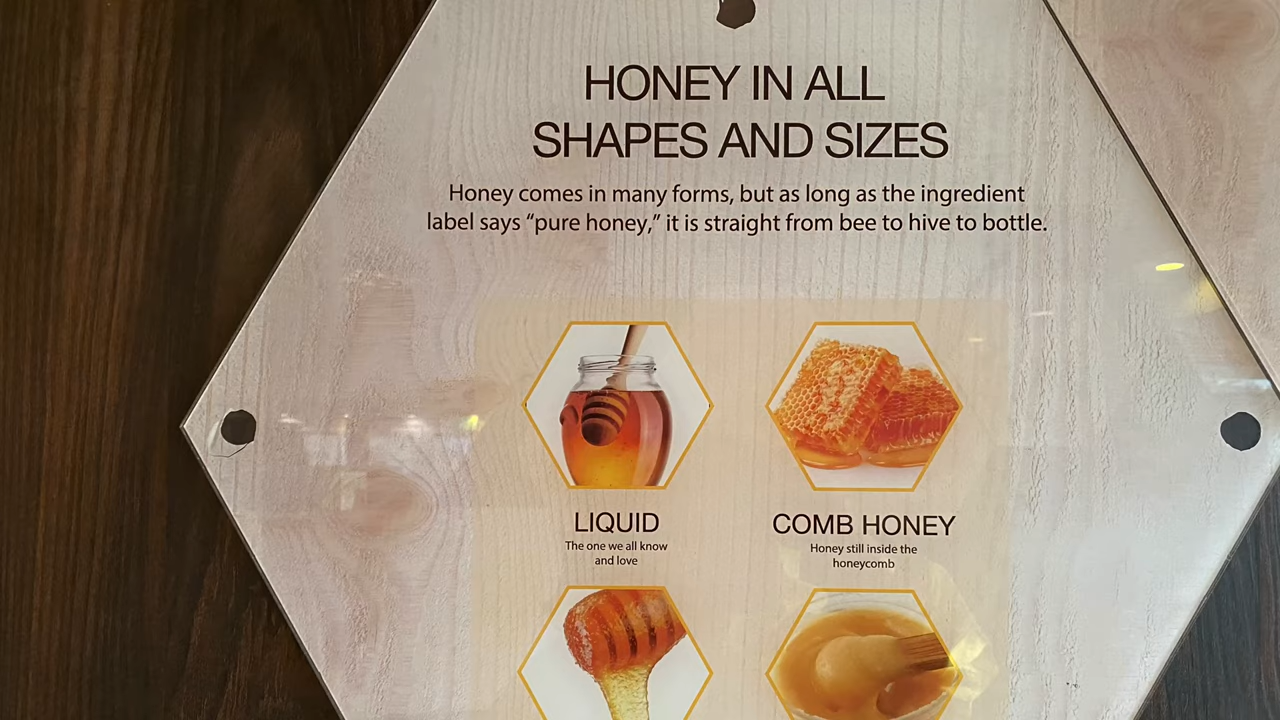 HONEY IN ALL
SHAPES AND SIZES
Honey comes in many forms, but as long as the ingredient
label says “pure honey,” it is straight from bee to hive to bottle.
LIQUID
The one we all know
and love
COMB HONEY
Honey still inside the
honeycomb